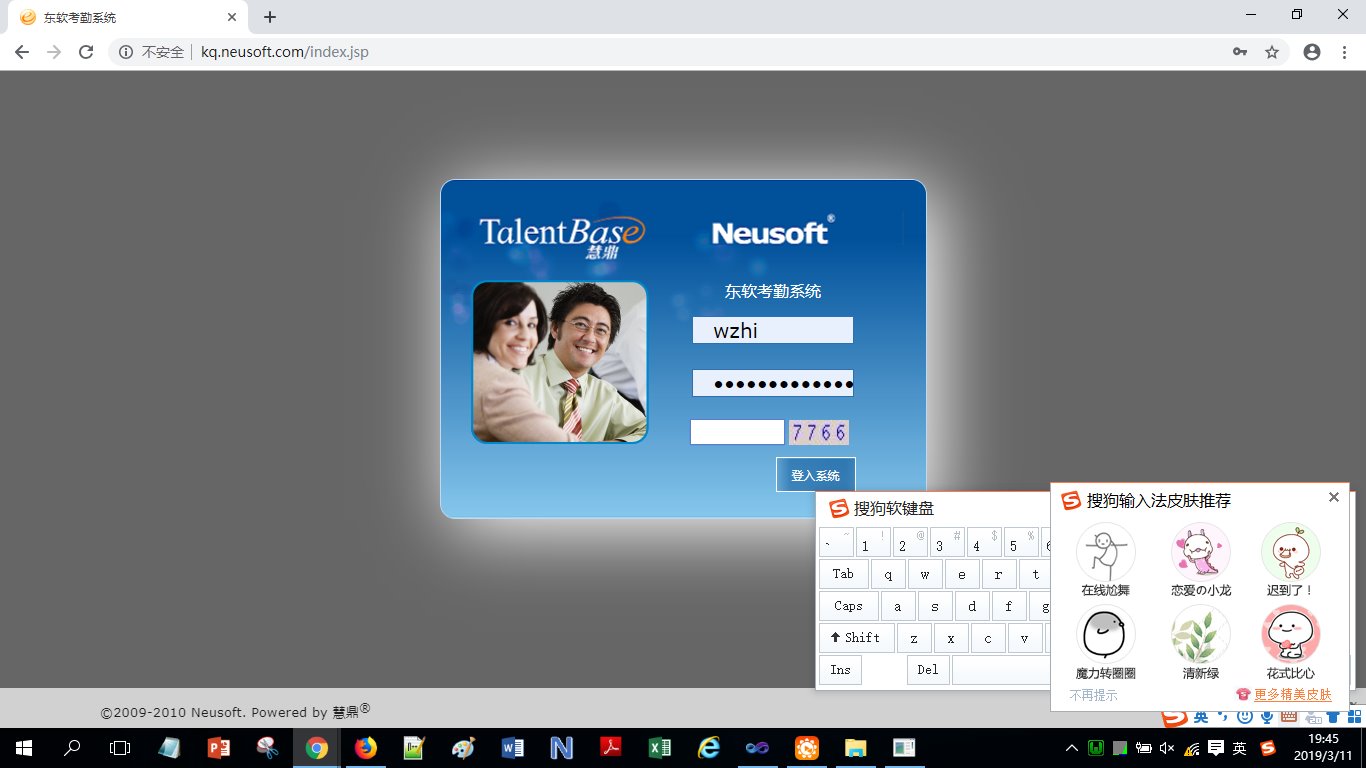 东软考勤系统
不安全
kq.neusoft.com/index.jsp
TalentBase
慧鼎
Neusoft®
东软考勤系统
wzhi
7766
登入系统
搜狗软键盘
` ~ 1 ! 2 @ 3 # 4 $ 5 % 6
Tab q w e r t
Caps a s d f g
Shift z x c v
Ins Del
搜狗输入法皮肤推荐
在线尬舞 恋爱の小龙 迟到了！
魔力转圈圈 清新绿 花式比心
不再提示 更多精美皮肤
英
©2009-2010 Neusoft. Powered by 慧鼎®
英
19:45
2019/3/11